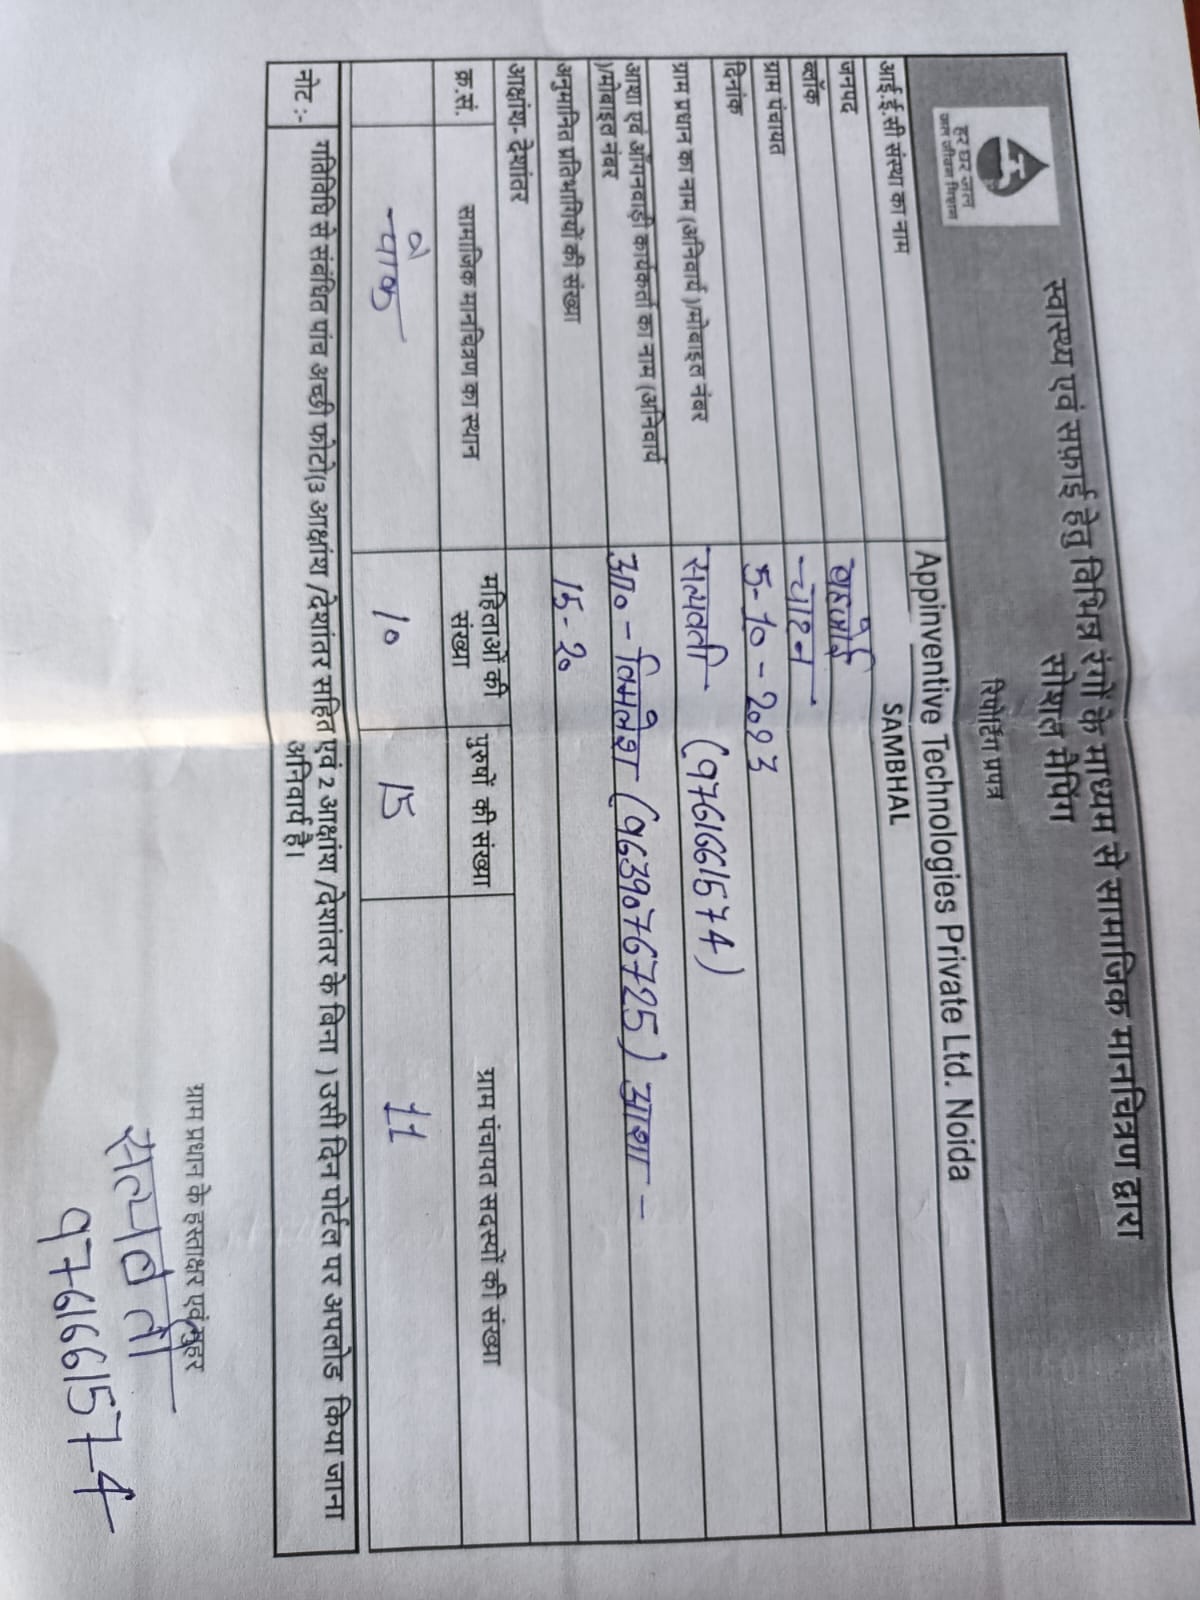 हर घर जल
जल जीवन मिशन
स्वास्थ्य एवं सफ़ाई हेतु विभिन्न रंगों के माध्यम से सामाजिक मानचित्रण द्वारा
सोशल मैपिंग
रिपोर्टिंग प्रपत्र
आई.ई.सी संस्था का नाम Appinventive Technologies Private Ltd. Noida
जनपद SAMBHAL
ब्लॉक बहजोई
ग्राम पंचायत
दिनांक 5-10-2023
ग्राम प्रधान का नाम (अनिवार्य )/मोबाइल नंबर सत्यवती (9761661574)
आशा एवं आँगनवाड़ी कार्यकर्ता का नाम (अनिवार्य
)/मोबाइल नंबर आ० - विमलेश (9639076725) आशा -
अनुमानित प्रतिभागियों की संख्या 15-20
आक्षांश- देशांतर
क्र.सं. सामाजिक मानचित्रण का स्थान महिलाओं की संख्या पुरुषों की संख्या ग्राम पंचायत सदस्यों की संख्या
चौक 10 15 11
नोट :- गतिविधि से संबंधित पांच अच्छी फोटो(3 आक्षांश /देशांतर सहित एवं 2 आक्षांश /देशांतर के बिना ) उसी दिन पोर्टल पर अपलोड किया जाना
अनिवार्य है।
ग्राम प्रधान के हस्ताक्षर एवं मुहर
सत्यवती
9761661574